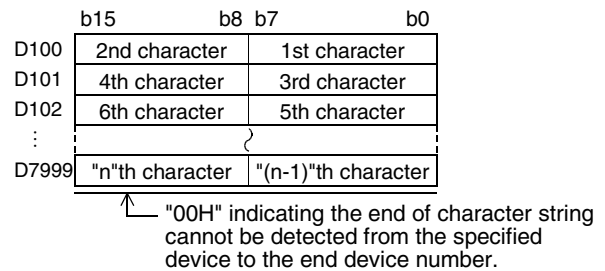 b15 b8 b7 b0
D100 2nd character 1st character
D101 4th character 3rd character
D102 6th character 5th character
⋮
D7999 "n"th character "(n-1)"th character
"00H" indicating the end of character string
cannot be detected from the specified
device to the end device number.